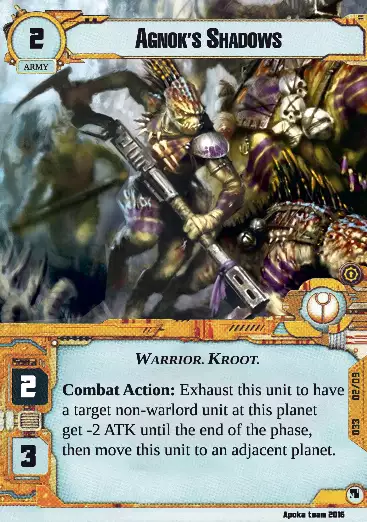 2
AGNOK'S SHADOWS
ARMY
WARRIOR. KROOT.
2
3
Combat Action: Exhaust this unit to have
a target non-warlord unit at this planet
get -2 ATK until the end of the phase,
then move this unit to an adjacent planet.
033 02/09
Apoka team 2016